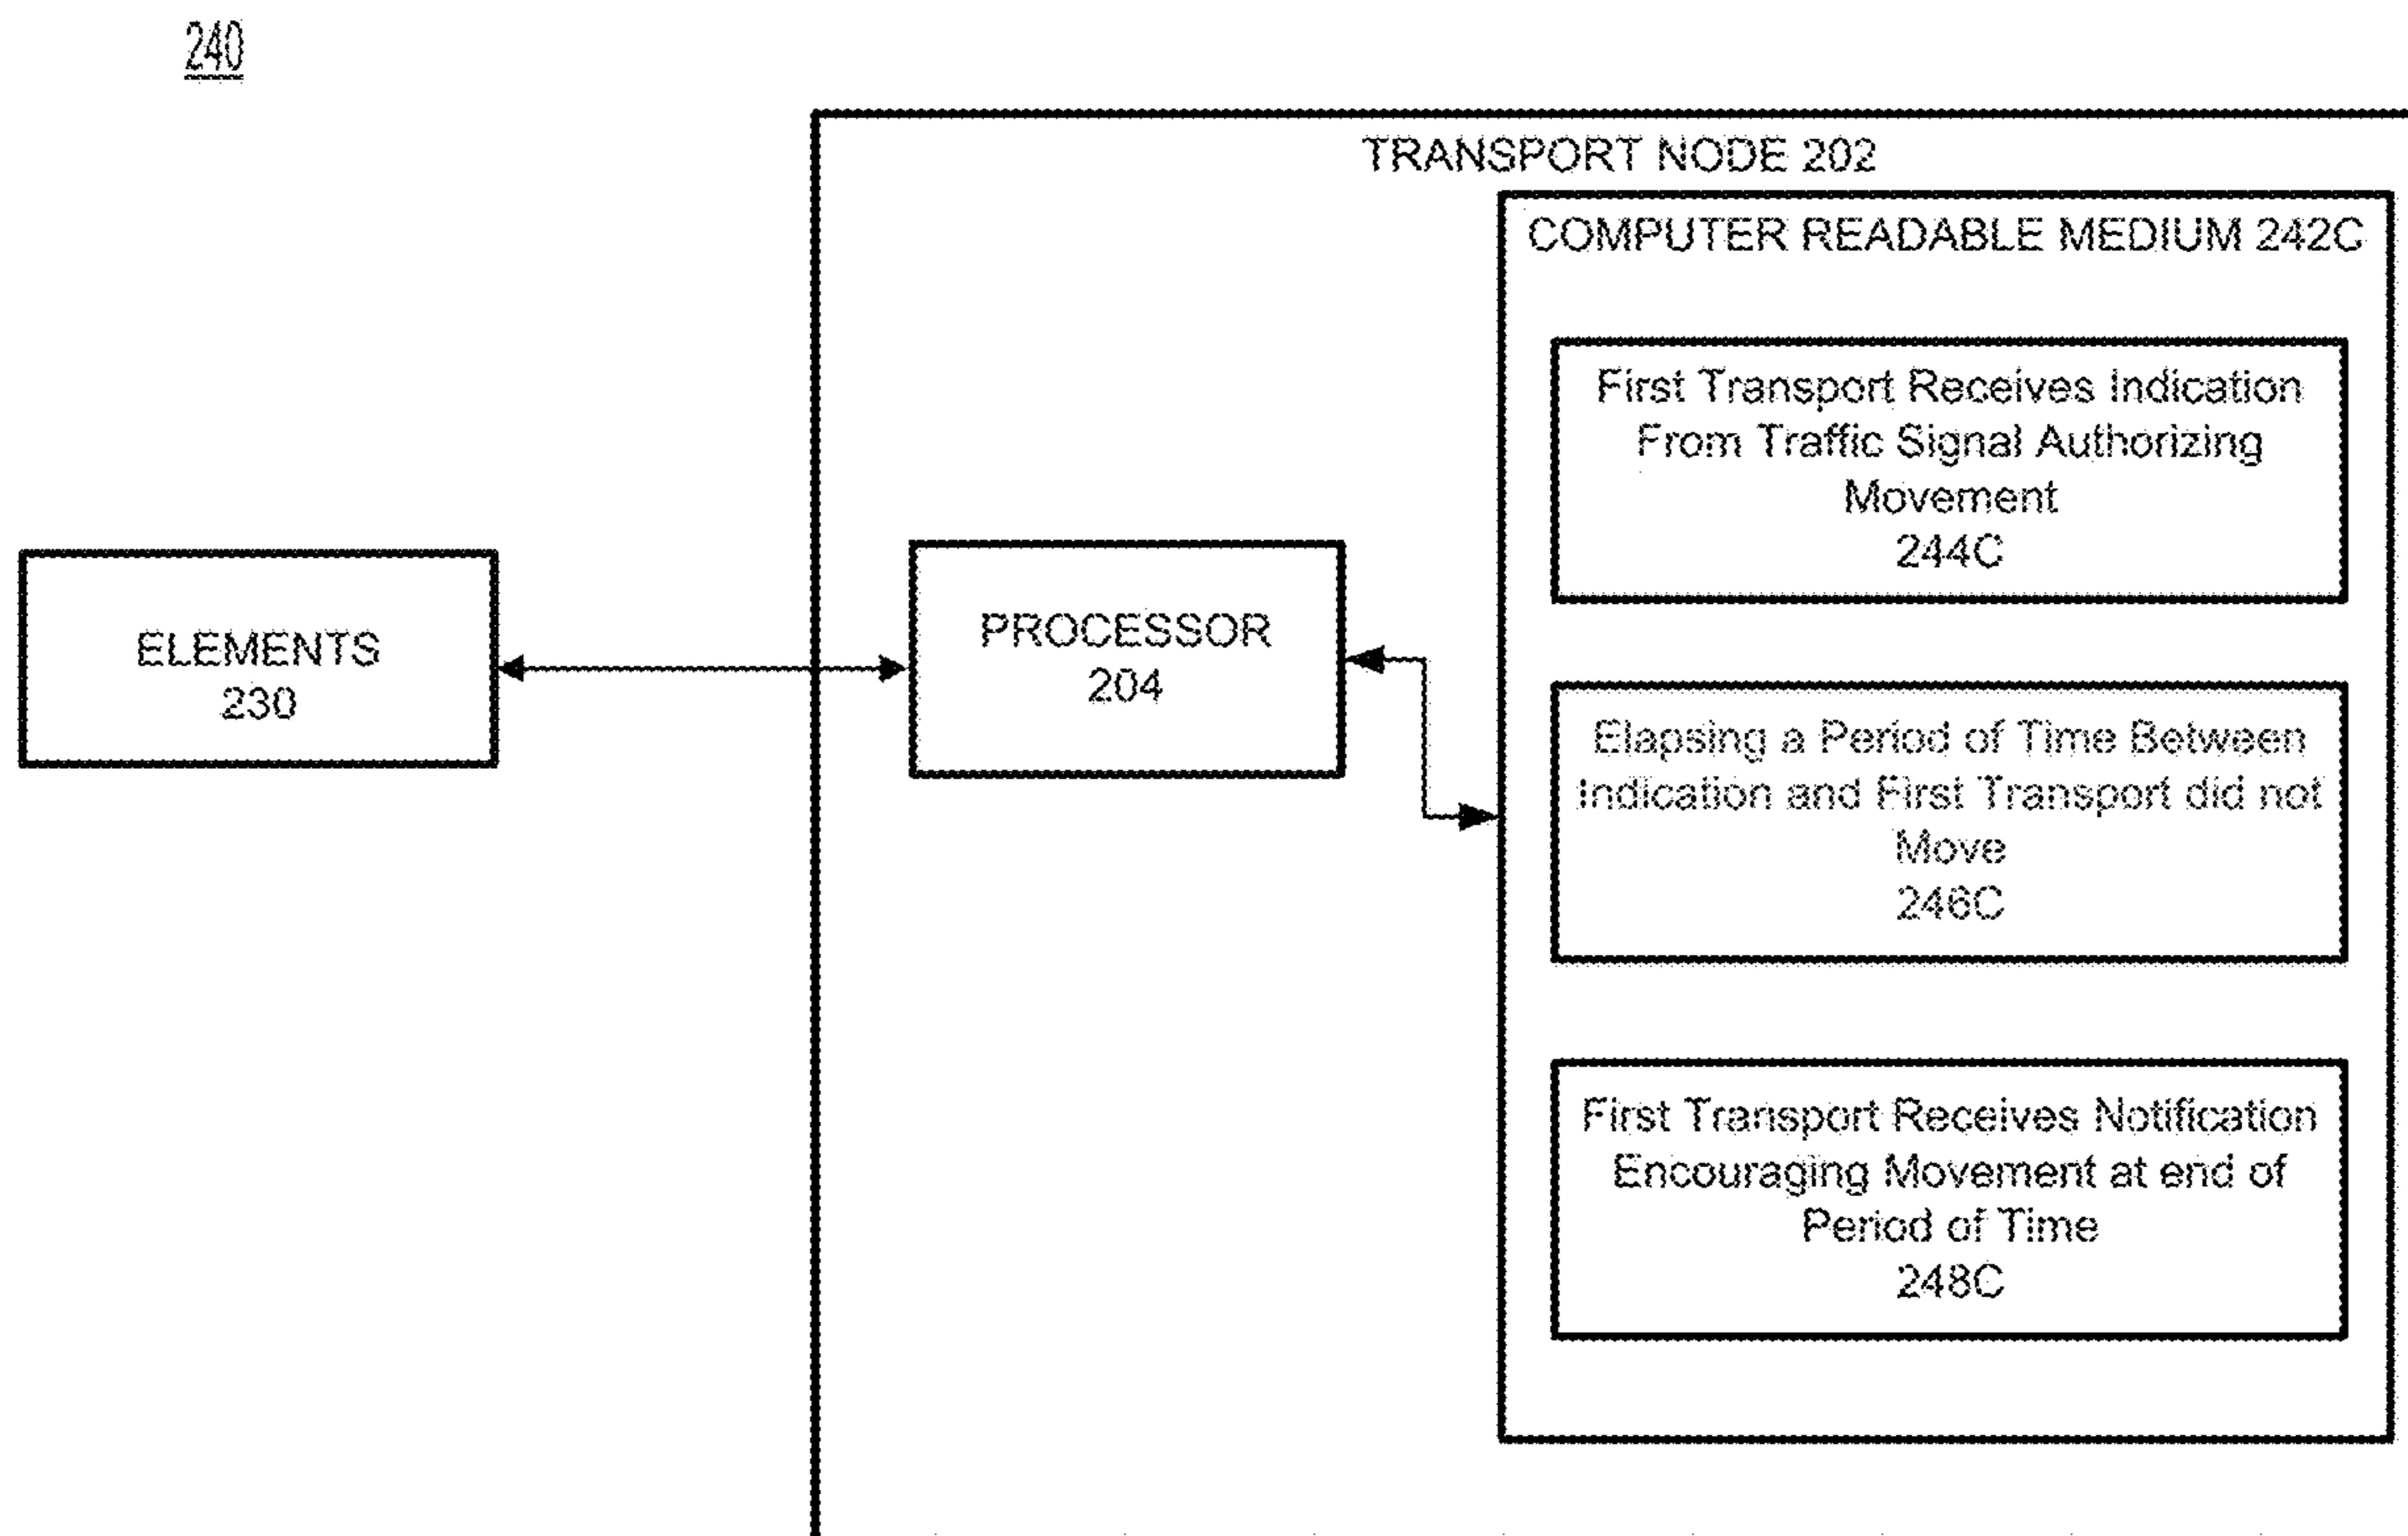 240
TRANSPORT NODE 202
COMPUTER READABLE MEDIUM 242C
First Transport Receives Indication
From Traffic Signal Authorizing
Movement
244C
ELEMENTS
230
PROCESSOR
204
Elapsing a Period of Time Between
Indication and First Transport did not
Move
246C
First Transport Receives Notification
Encouraging Movement at end of
Period of Time
248C